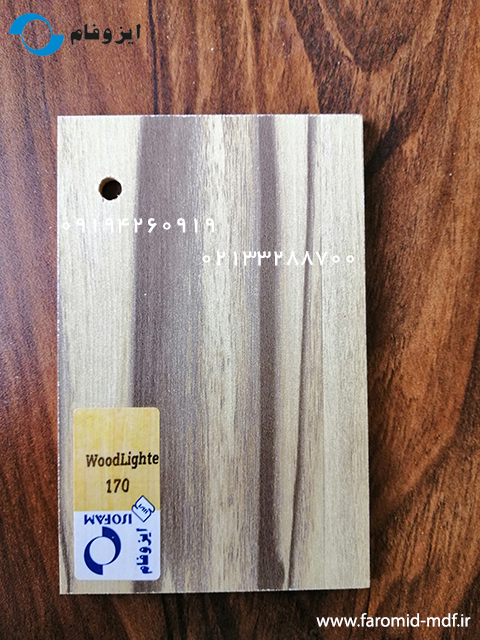 ایزوفام
۰۹۱۹۴۲۶۰۹۱۹
۰۲۱۳۳۲۸۸۷۰۰
WoodLighte
170
ISOFAM
ایزوفام
www.faromid-mdf.ir